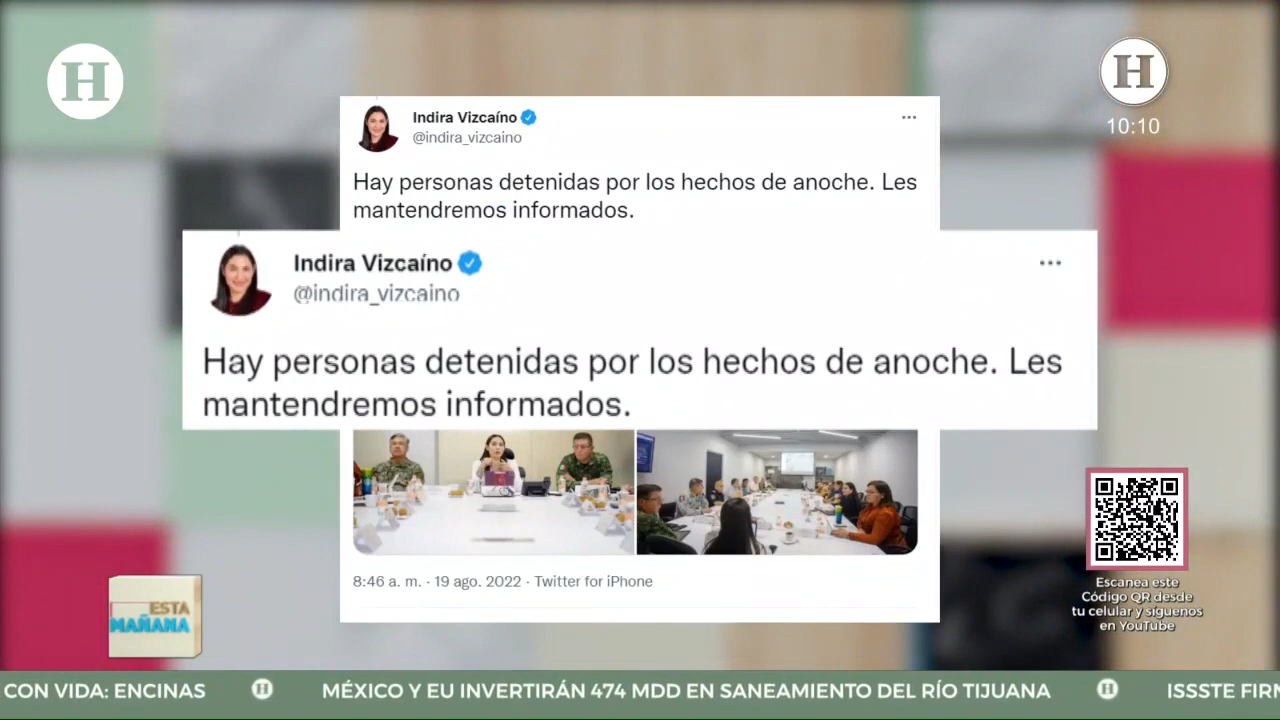 H
H
10:10
Indira Vizcaíno
@indira_vizcaino
Hay personas detenidas por los hechos de anoche. Les
mantendremos informados.
Indira Vizcaíno
@indira_vizcaino
Hay personas detenidas por los hechos de anoche. Les
mantendremos informados.
8:46 a. m. · 19 ago. 2022 · Twitter for iPhone
ESTA
MAÑANA
Escanea este
Código QR desde
tu celular y síguenos
en YouTube
CON VIDA: ENCINAS H MÉXICO Y EU INVERTIRÁN 474 MDD EN SANEAMIENTO DEL RÍO TIJUANA H ISSSTE